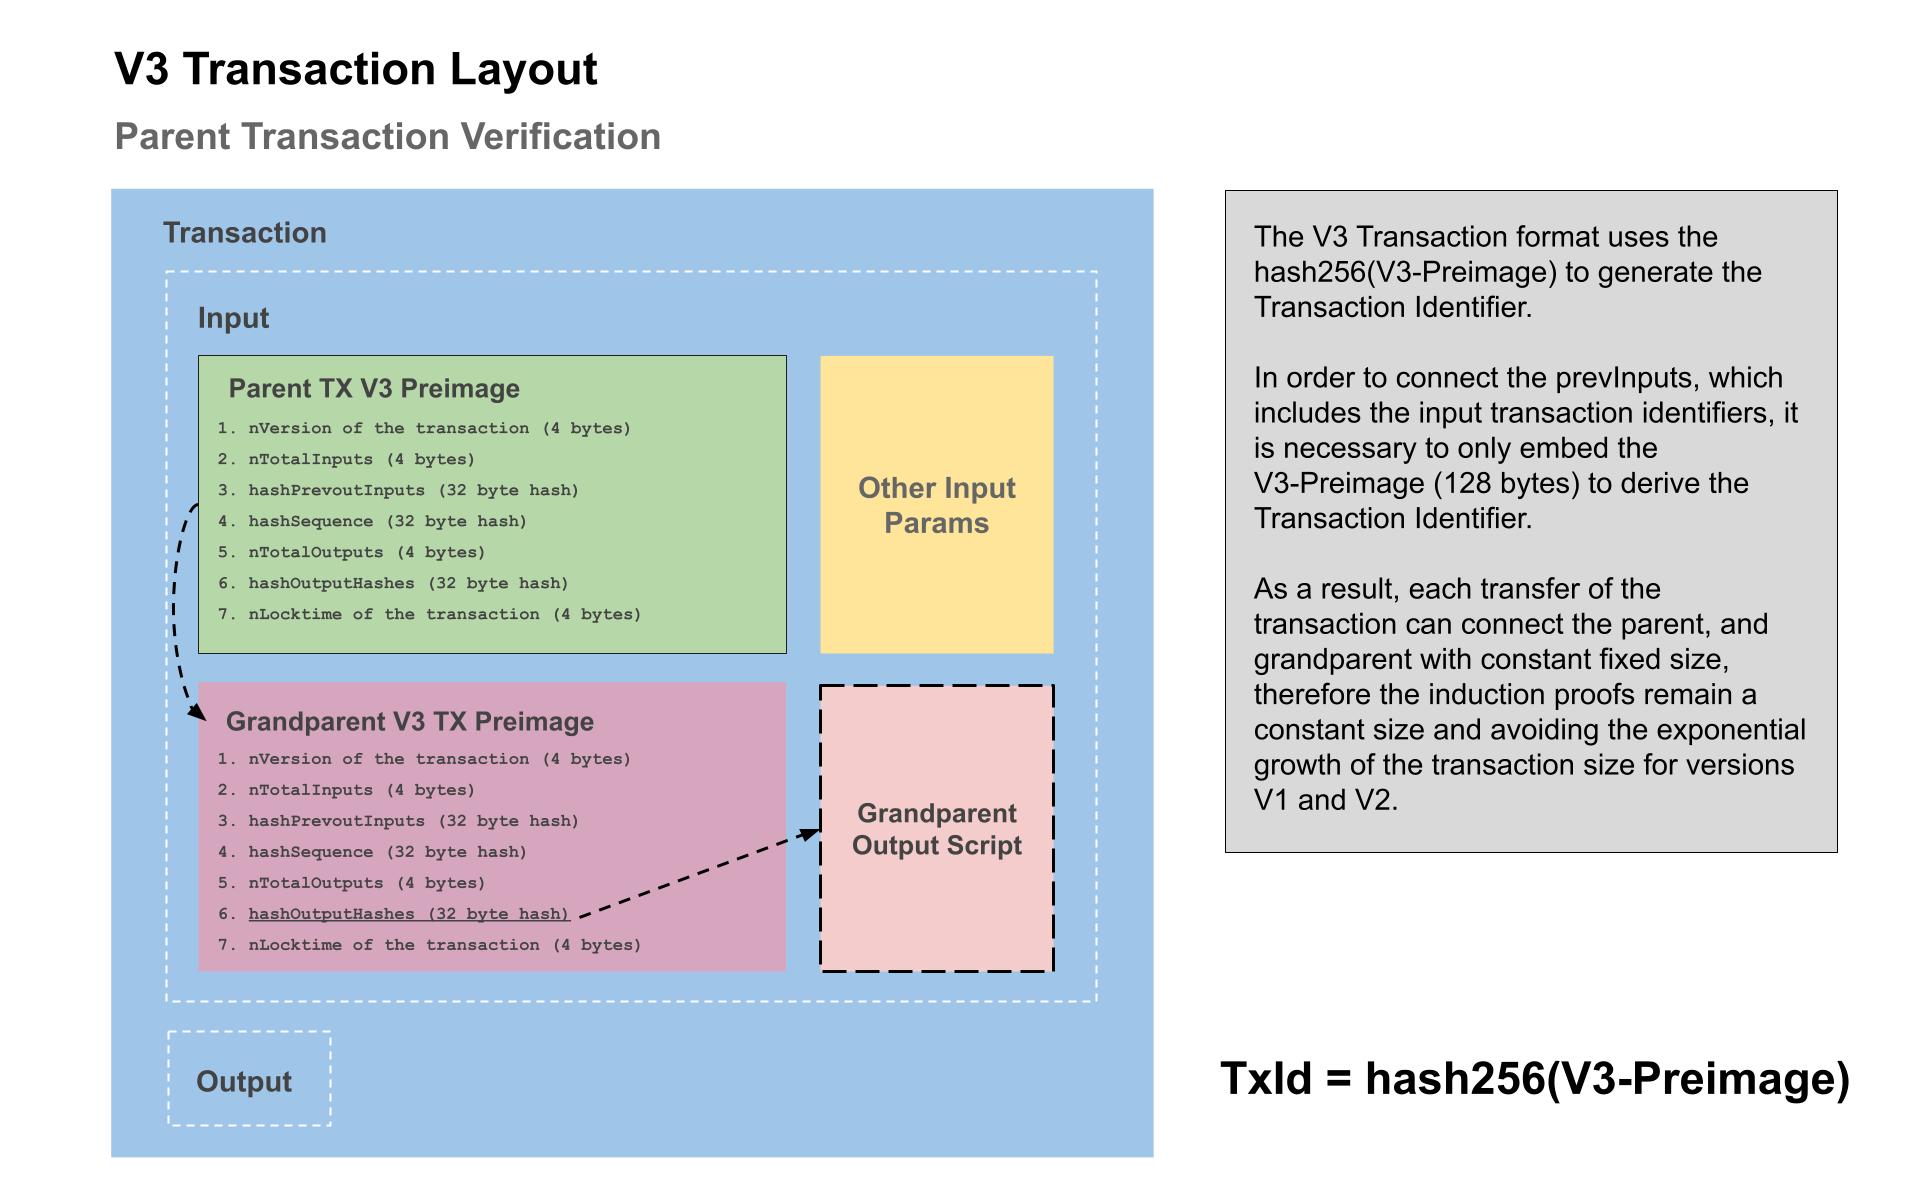 V3 Transaction Layout
Parent Transaction Verification
Transaction
Input
Parent TX V3 Preimage
1. nVersion of the transaction (4 bytes)
2. nTotalInputs (4 bytes)
3. hashPrevoutInputs (32 byte hash)
4. hashSequence (32 byte hash)
5. nTotalOutputs (4 bytes)
6. hashOutputHashes (32 byte hash)
7. nLocktime of the transaction (4 bytes)
Other Input
Params
Grandparent V3 TX Preimage
1. nVersion of the transaction (4 bytes)
2. nTotalInputs (4 bytes)
3. hashPrevoutInputs (32 byte hash)
4. hashSequence (32 byte hash)
5. nTotalOutputs (4 bytes)
6. hashOutputHashes (32 byte hash)
7. nLocktime of the transaction (4 bytes)
Grandparent
Output Script
Output
The V3 Transaction format uses the
hash256(V3-Preimage) to generate the
Transaction Identifier.
In order to connect the prevInputs, which
includes the input transaction identifiers, it
is necessary to only embed the
V3-Preimage (128 bytes) to derive the
Transaction Identifier.
As a result, each transfer of the
transaction can connect the parent, and
grandparent with constant fixed size,
therefore the induction proofs remain a
constant size and avoiding the exponential
growth of the transaction size for versions
V1 and V2.
TxId = hash256(V3-Preimage)